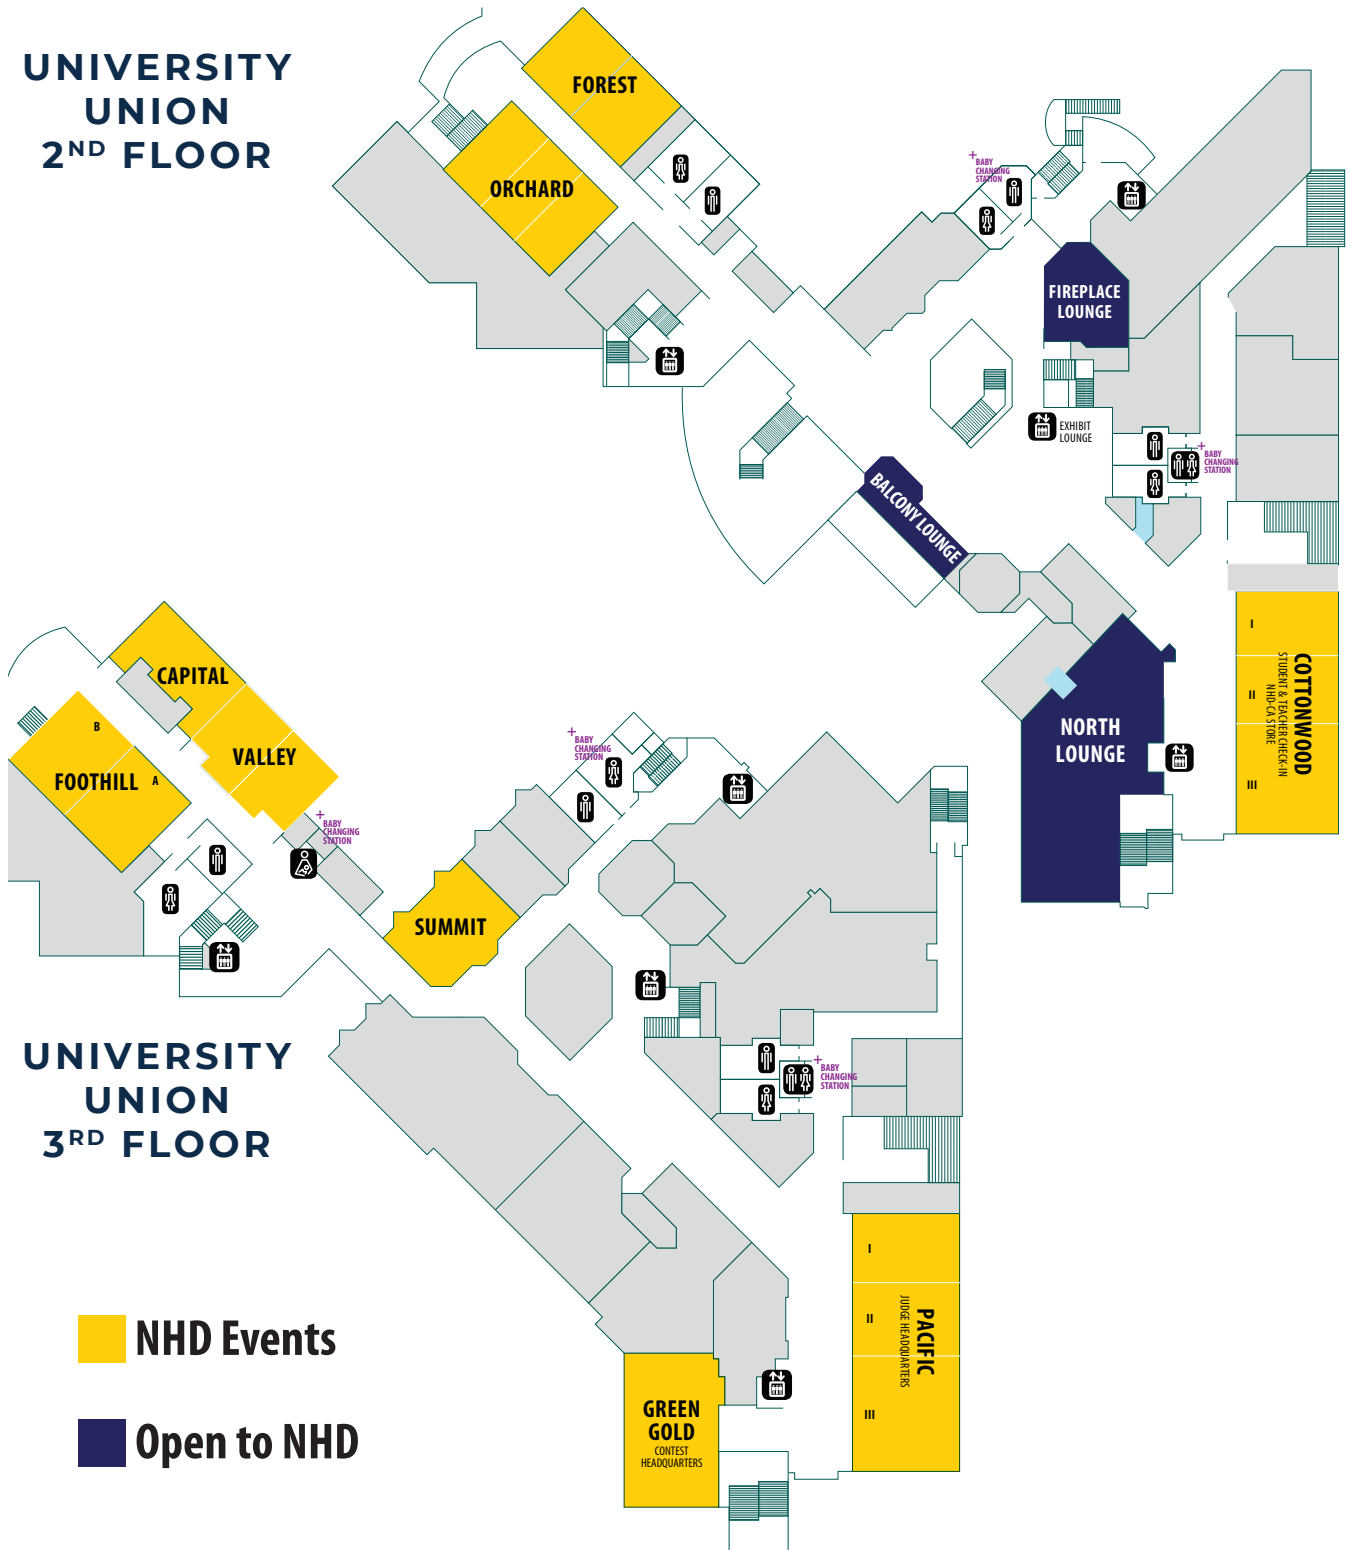 UNIVERSITY
UNION
2ND FLOOR
FOREST
ORCHARD
+
BABY
CHANGING
STATION
FIREPLACE
LOUNGE
EXHIBIT
LOUNGE
+
BABY
CHANGING
STATION
BALCONY LOUNGE
NORTH
LOUNGE
I
II
III
COTTONWOOD
STUDENT & TEACHER CHECK-IN
NHD-CA STORE
CAPITAL
VALLEY
B
FOOTHILL
A
+
BABY
CHANGING
STATION
+
BABY
CHANGING
STATION
SUMMIT
UNIVERSITY
UNION
3RD FLOOR
+
BABY
CHANGING
STATION
I
II
III
PACIFIC
JUDGE HEADQUARTERS
GREEN
GOLD
CONTEST
HEADQUARTERS
NHD Events
Open to NHD